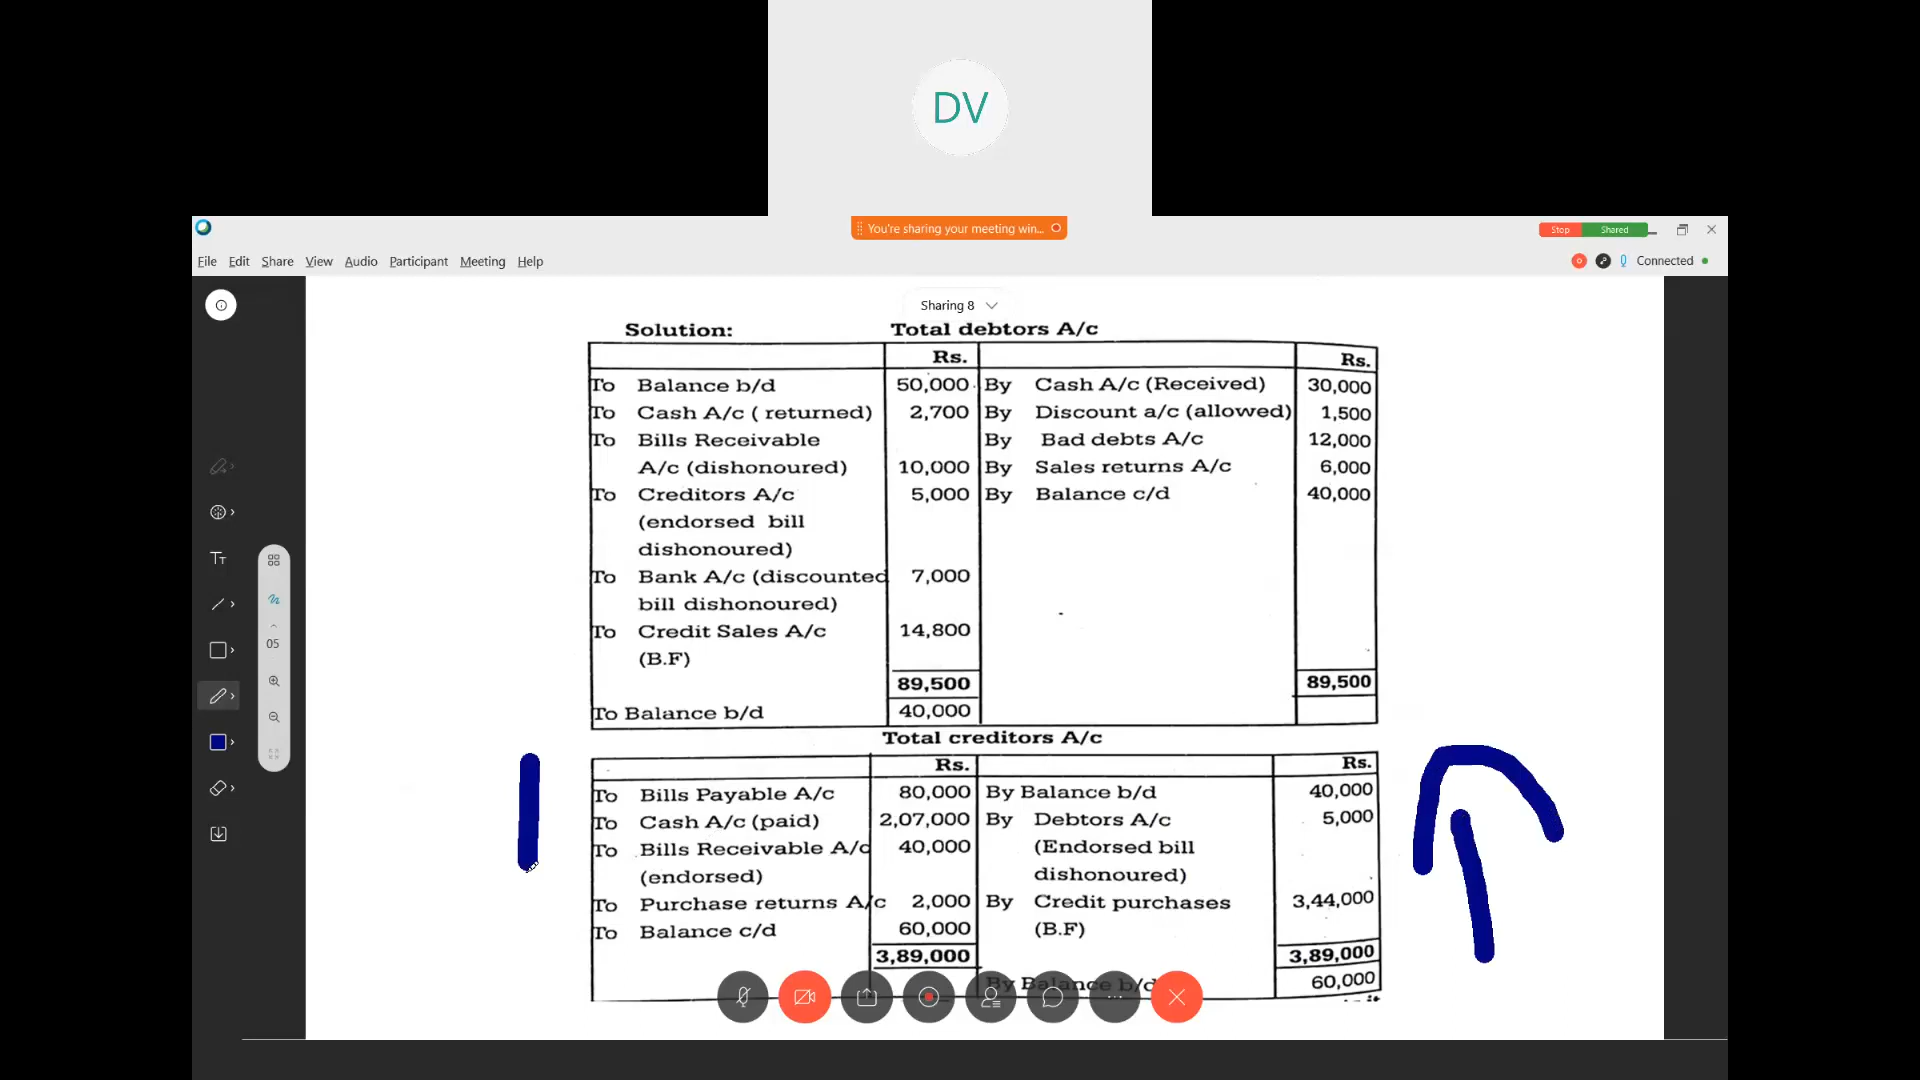 DV
You're sharing your meeting win...
Stop Shared
File Edit Share View Audio Participant Meeting Help
Connected
Sharing 8
Solution: Total debtors A/c
Rs. Rs.
To Balance b/d 50,000 By Cash A/c (Received) 30,000
To Cash A/c ( returned) 2,700 By Discount a/c (allowed) 1,500
To Bills Receivable By Bad debts A/c 12,000
A/c (dishonoured) 10,000 By Sales returns A/c 6,000
To Creditors A/c 5,000 By Balance c/d 40,000
(endorsed bill
dishonoured)
To Bank A/c (discounted 7,000
bill dishonoured)
To Credit Sales A/c 14,800
(B.F)
89,500 89,500
To Balance b/d 40,000
Total creditors A/c
Rs. Rs.
To Bills Payable A/c 80,000 By Balance b/d 40,000
To Cash A/c (paid) 2,07,000 By Debtors A/c 5,000
To Bills Receivable A/c 40,000 (Endorsed bill
(endorsed) dishonoured)
To Purchase returns A/c 2,000 By Credit purchases 3,44,000
To Balance c/d 60,000 (B.F)
3,89,000 3,89,000
By Balance b/d 60,000
Tт
05